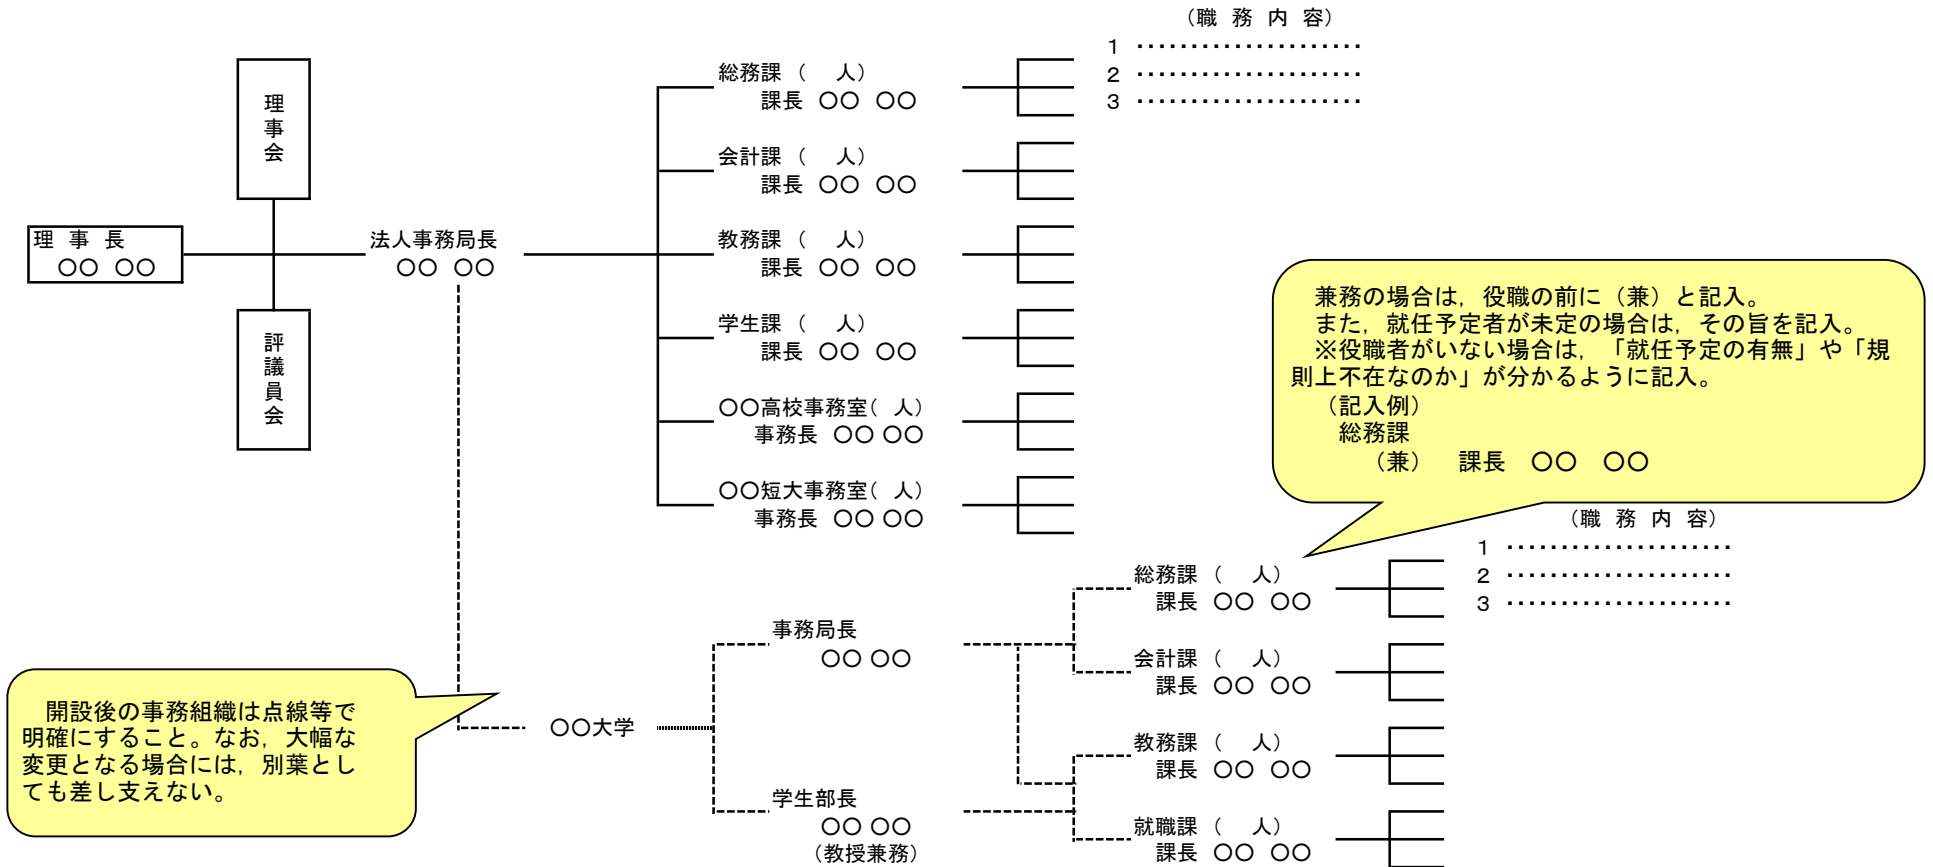 （職　務　内　容）
1　・・・・・・・・・・・・・・・・・・・・・
2　・・・・・・・・・・・・・・・・・・・・・
3　・・・・・・・・・・・・・・・・・・・・・
理事会
理　事　長
○○　○○
評議員会
法人事務局長
○○　○○
総務課（　　人）
課長　○○　○○
会計課（　　人）
課長　○○　○○
教務課（　　人）
課長　○○　○○
学生課（　　人）
課長　○○　○○
○○高校事務室(　人)
事務長　○○ ○○
○○短大事務室(　人)
事務長　○○ ○○
兼務の場合は，役職の前に（兼）と記入。
また，就任予定者が未定の場合は，その旨を記入。
※役職者がいない場合は，「就任予定の有無」や「規
則上不在なのか」が分かるように記入。
（記入例）
総務課
（兼）　課長　○○　○○
（職　務　内　容）
1　・・・・・・・・・・・・・・・・・・・・・
2　・・・・・・・・・・・・・・・・・・・・・
3　・・・・・・・・・・・・・・・・・・・・・
開設後の事務組織は点線等で
明確にすること。なお，大幅な
変更となる場合には，別葉とし
ても差し支えない。
○○大学
事務局長
○○ ○○
学生部長
○○ ○○
（教授兼務）
総務課（　　人）
課長　○○　○○
会計課（　　人）
課長　○○　○○
教務課（　　人）
課長　○○　○○
就職課（　　人）
課長　○○　○○